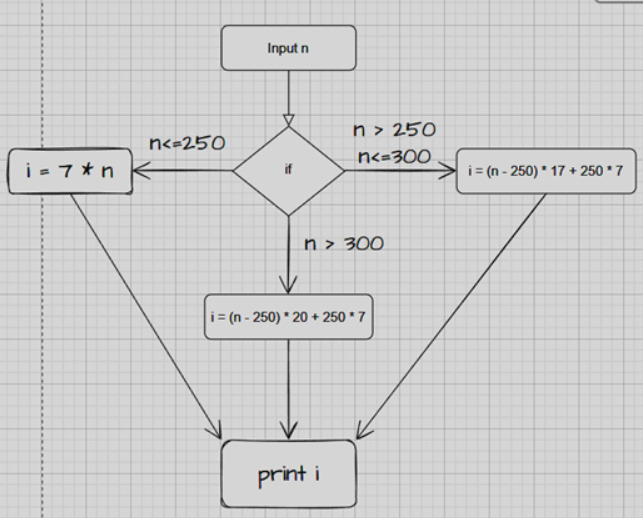 Input n
n<=250
n > 250
n<=300
i = 7 * n
if
i = (n - 250) * 17 + 250 * 7
n > 300
i = (n - 250) * 20 + 250 * 7
print i